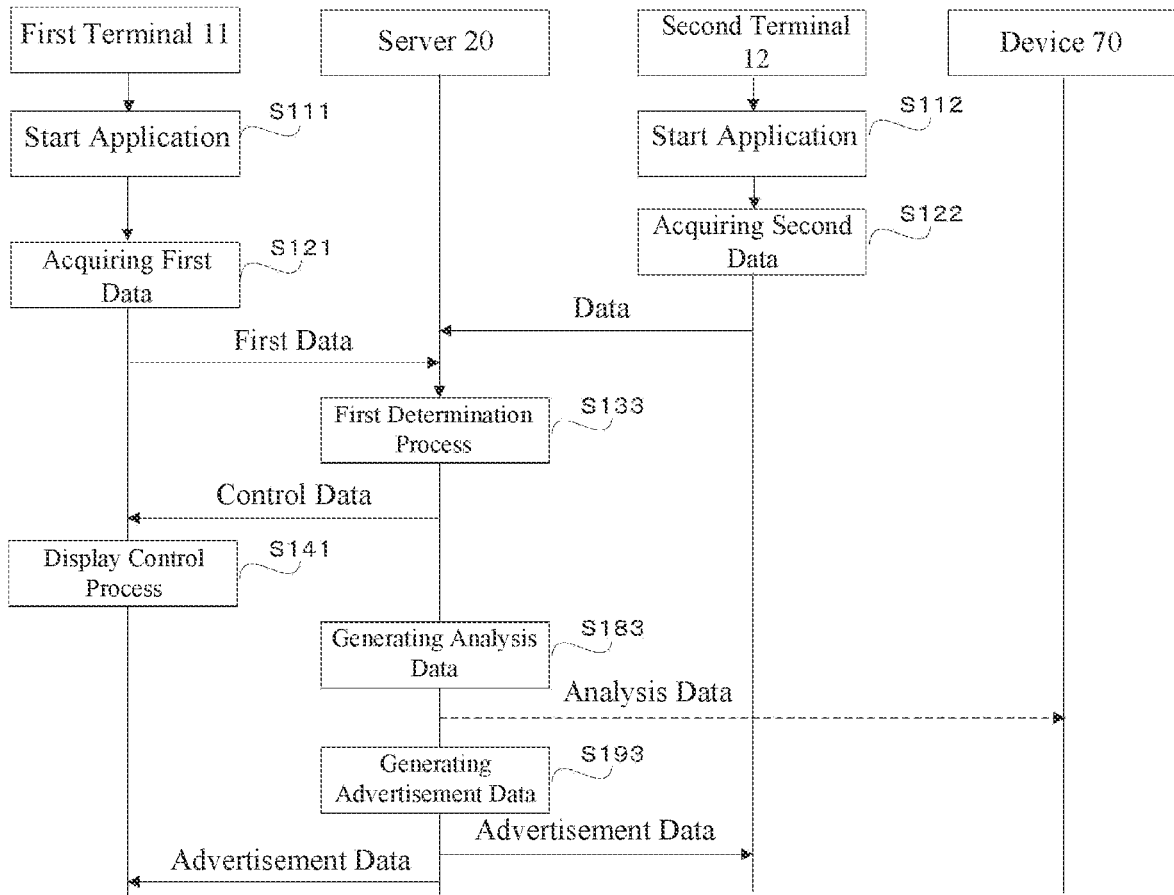 First Terminal 11
Server 20
Second Terminal
12
Device 70
S111
Start Application
S112
Start Application
S122
Acquiring Second
Data
S121
Acquiring First
Data
Data
First Data
S133
First Determination
Process
Control Data
S141
Display Control
Process
S183
Generating Analysis
Data
Analysis Data
S193
Generating
Advertisement Data
Advertisement Data
Advertisement Data